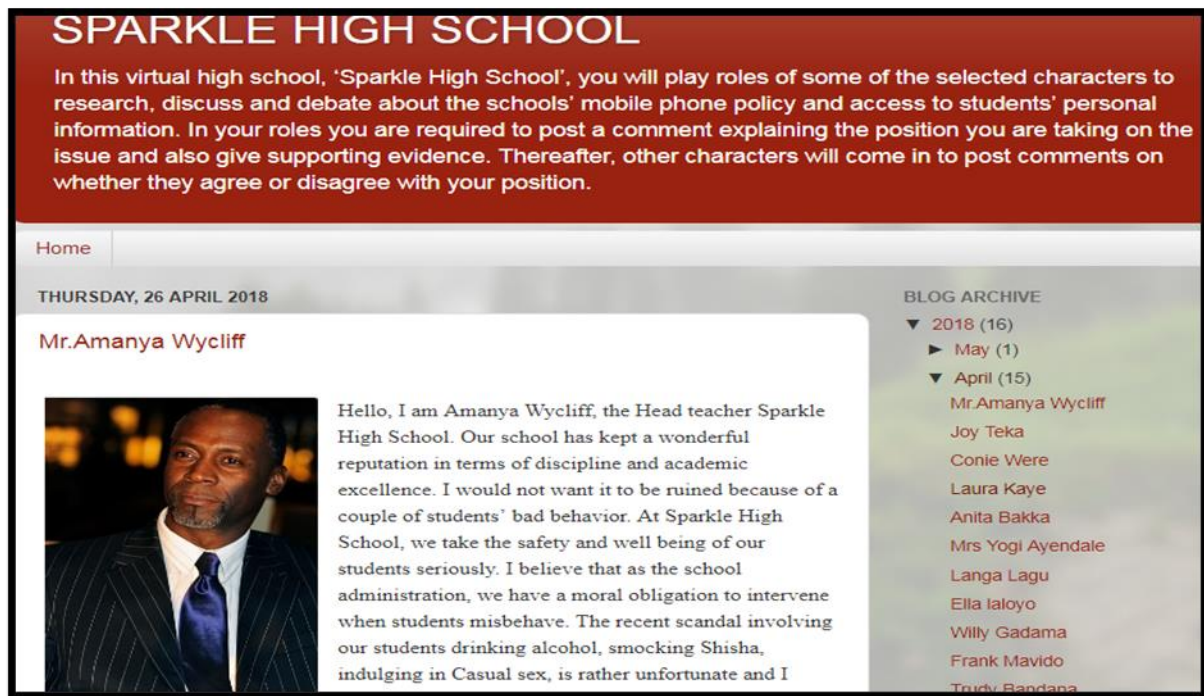 SPARKLE HIGH SCHOOL
In this virtual high school, ‘Sparkle High School’, you will play roles of some of the selected characters to
research, discuss and debate about the schools’ mobile phone policy and access to students’ personal
information. In your roles you are required to post a comment explaining the position you are taking on the
issue and also give supporting evidence. Thereafter, other characters will come in to post comments on
whether they agree or disagree with your position.
Home
THURSDAY, 26 APRIL 2018
Mr.Amanya Wycliff
Hello, I am Amanya Wycliff, the Head teacher Sparkle
High School. Our school has kept a wonderful
reputation in terms of discipline and academic
excellence. I would not want it to be ruined because of a
couple of students’ bad behavior. At Sparkle High
School, we take the safety and well being of our
students seriously. I believe that as the school
administration, we have a moral obligation to intervene
when students misbehave. The recent scandal involving
our students drinking alcohol, smocking Shisha,
indulging in Casual sex, is rather unfortunate and I
BLOG ARCHIVE
▼ 2018 (16)
► May (1)
▼ April (15)
Mr.Amanya Wycliff
Joy Teka
Conie Were
Laura Kaye
Anita Bakka
Mrs Yogi Ayendale
Langa Lagu
Ella laloyo
Willy Gadama
Frank Mavido
Trudy Bandana